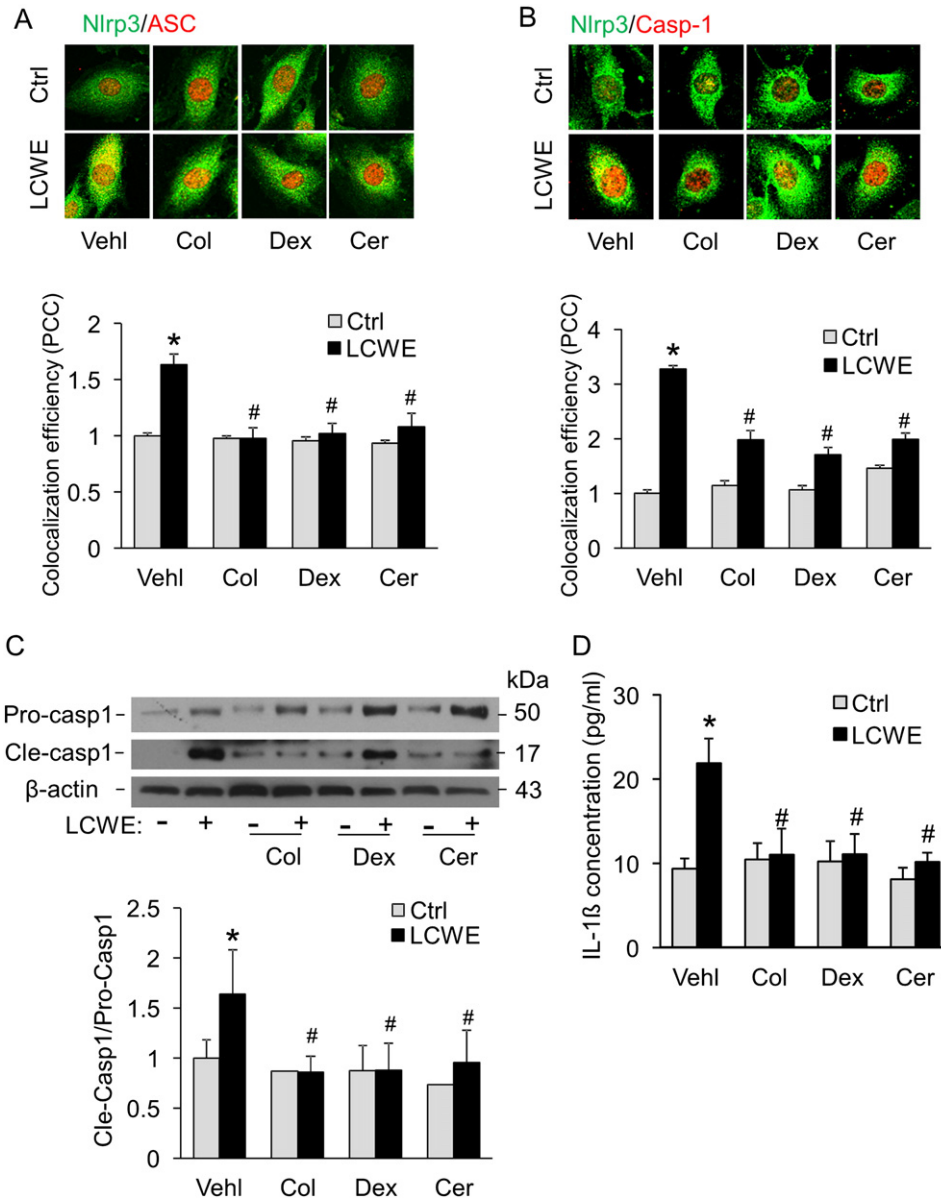 A
Nlrp3/ASC
Ctrl
LCWE
Vehl Col Dex Cer
Colocalization efficiency (PCC)
2
1.5
1
0.5
0
Ctrl
LCWE
*
#
#
#
Vehl Col Dex Cer
B
Nlrp3/Casp-1
Ctrl
LCWE
Vehl Col Dex Cer
Colocalization efficiency (PCC)
4
3
2
1
0
Ctrl
LCWE
*
#
#
#
Vehl Col Dex Cer
C
kDa
Pro-casp1- - 50
Cle-casp1- - 17
β-actin - 43
LCWE: - + - + - + - +
Col Dex Cer
Cle-Casp1/Pro-Casp1
2.5
2
1.5
1
0.5
0
Ctrl
LCWE
*
#
#
#
Vehl Col Dex Cer
D
IL-1ß concentration (pg/ml)
30
20
10
0
Ctrl
LCWE
*
#
#
#
Vehl Col Dex Cer